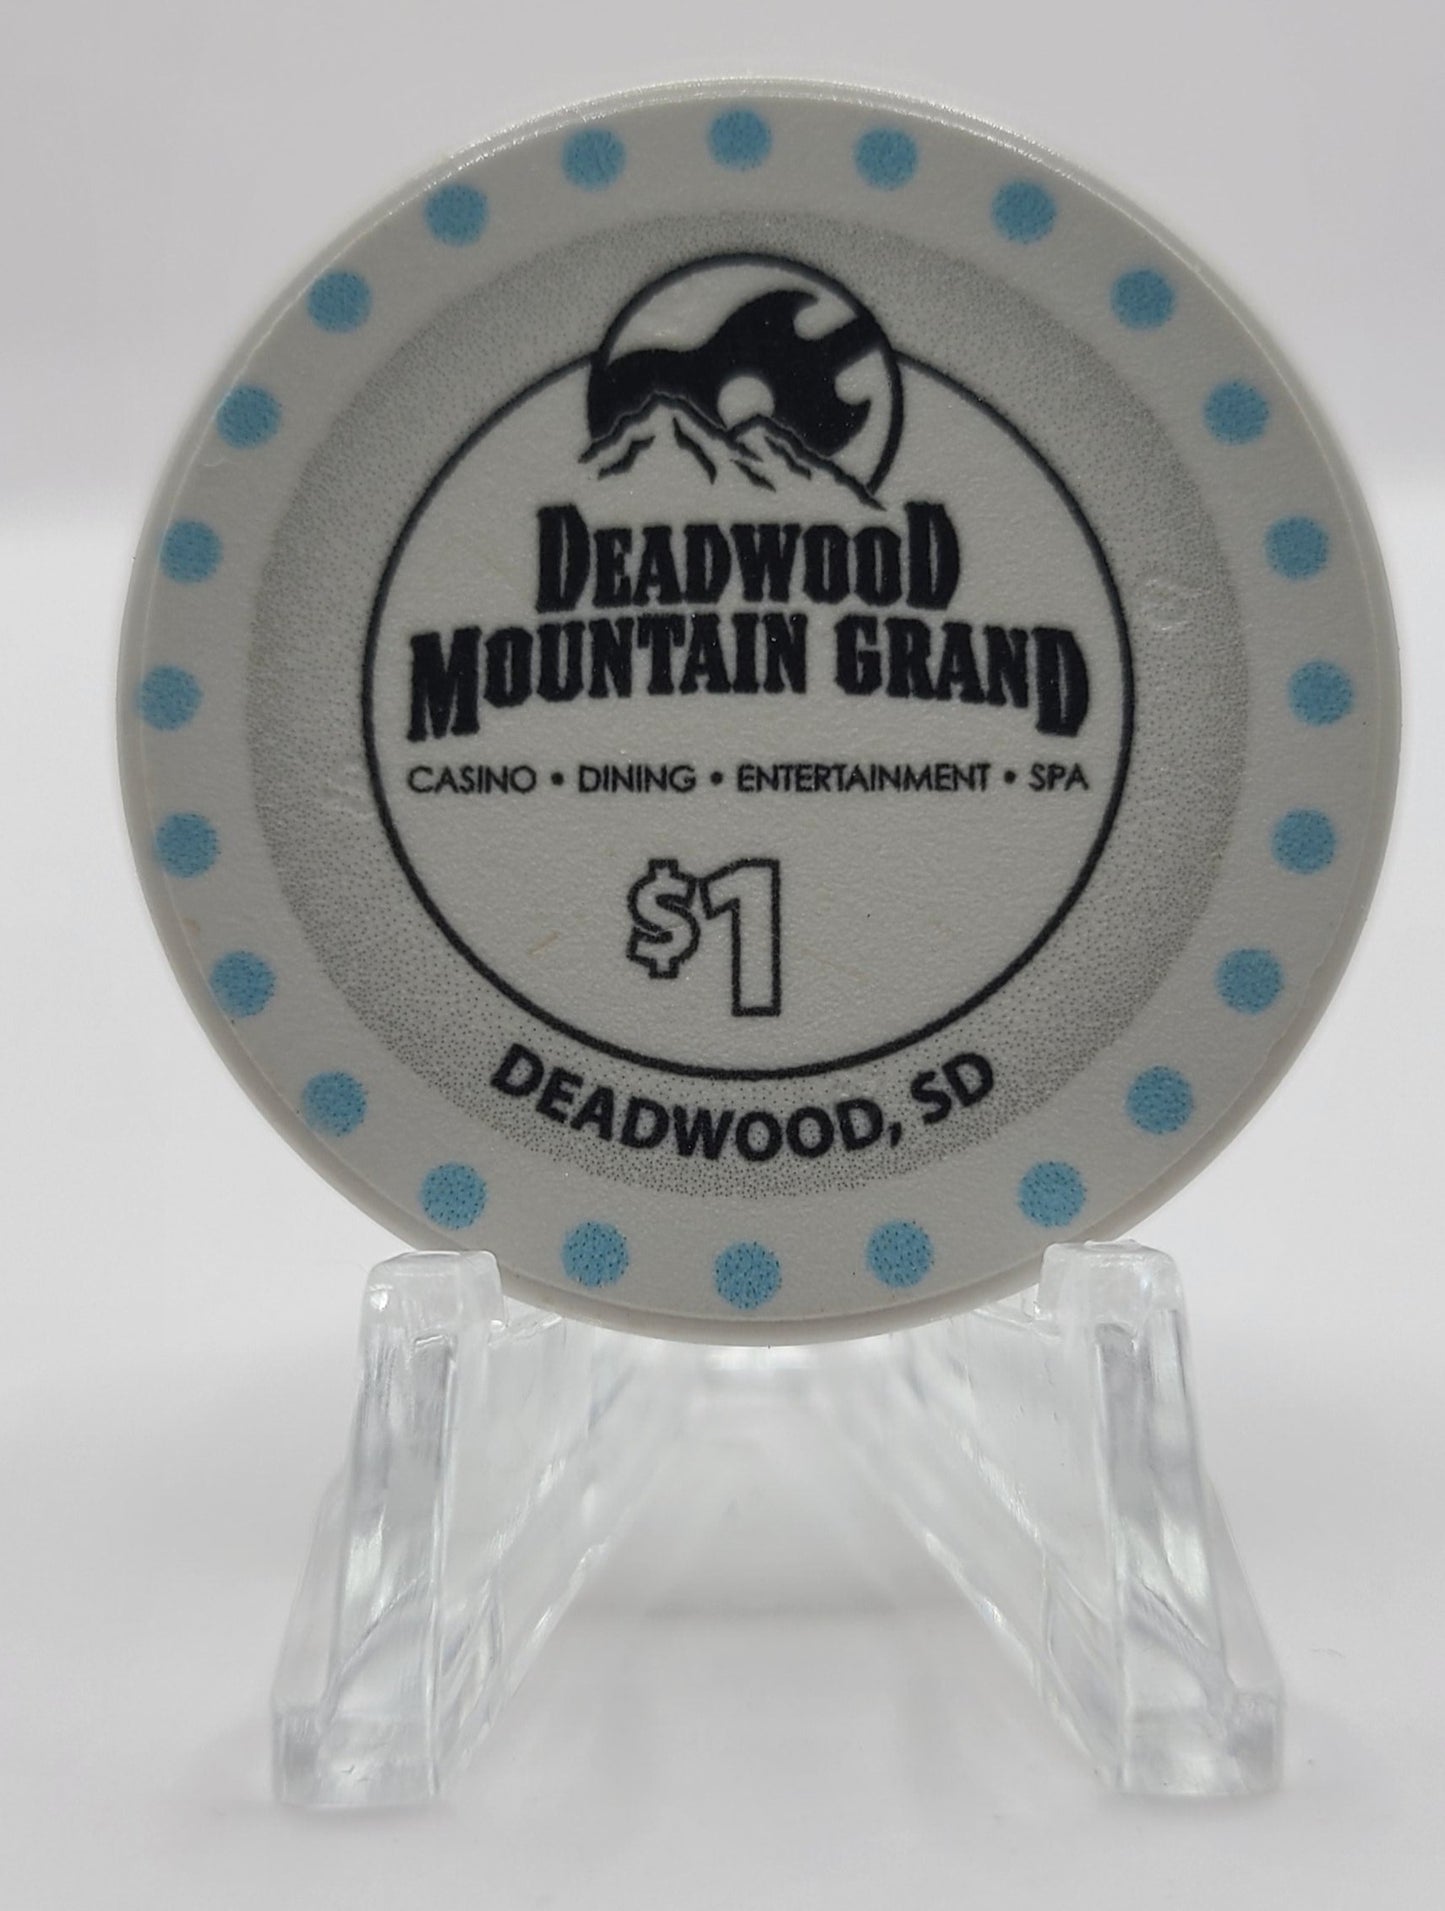 DEADWOOD
MOUNTAIN GRAND
CASINO • DINING • ENTERTAINMENT • SPA
$1
DEADWOOD, SD